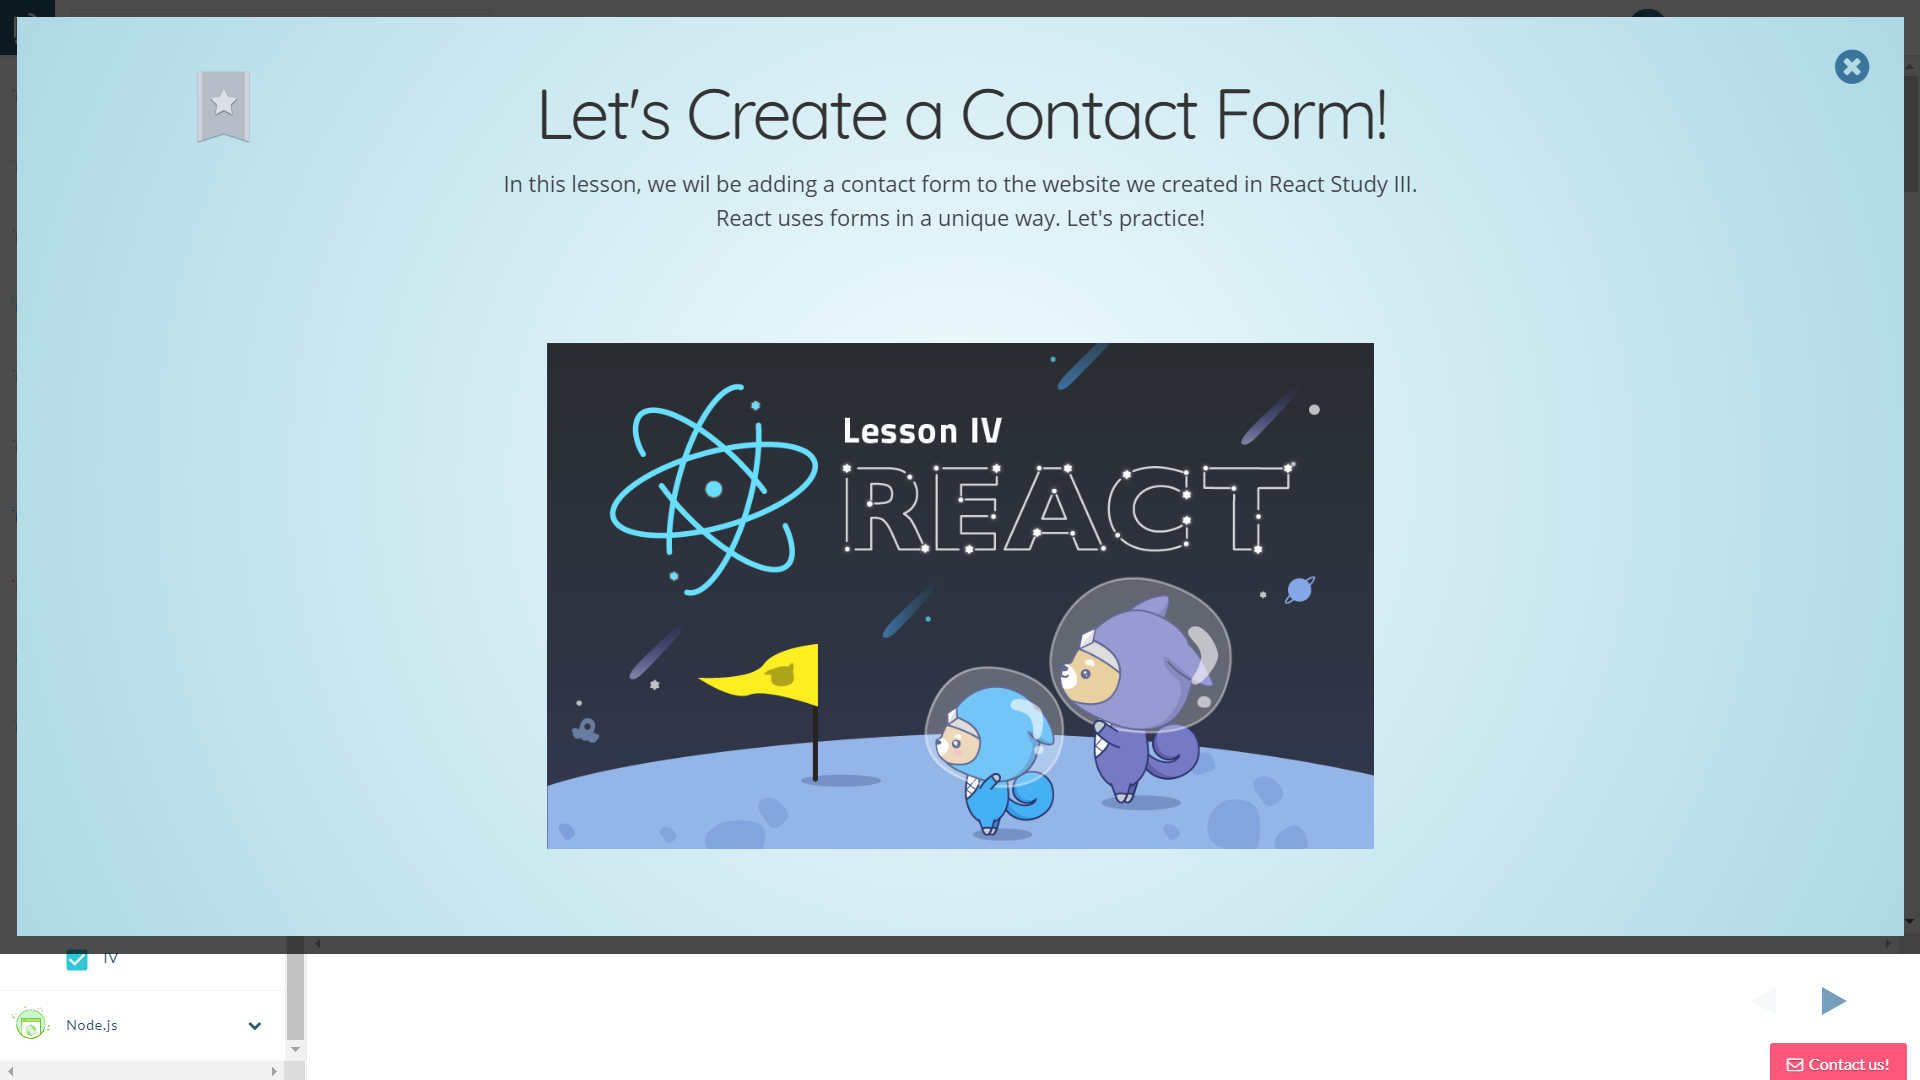 Let's Create a Contact Form!
In this lesson, we wil be adding a contact form to the website we created in React Study III.
React uses forms in a unique way. Let's practice!
Lesson IV
REACT
IV
Node.js
Contact us!